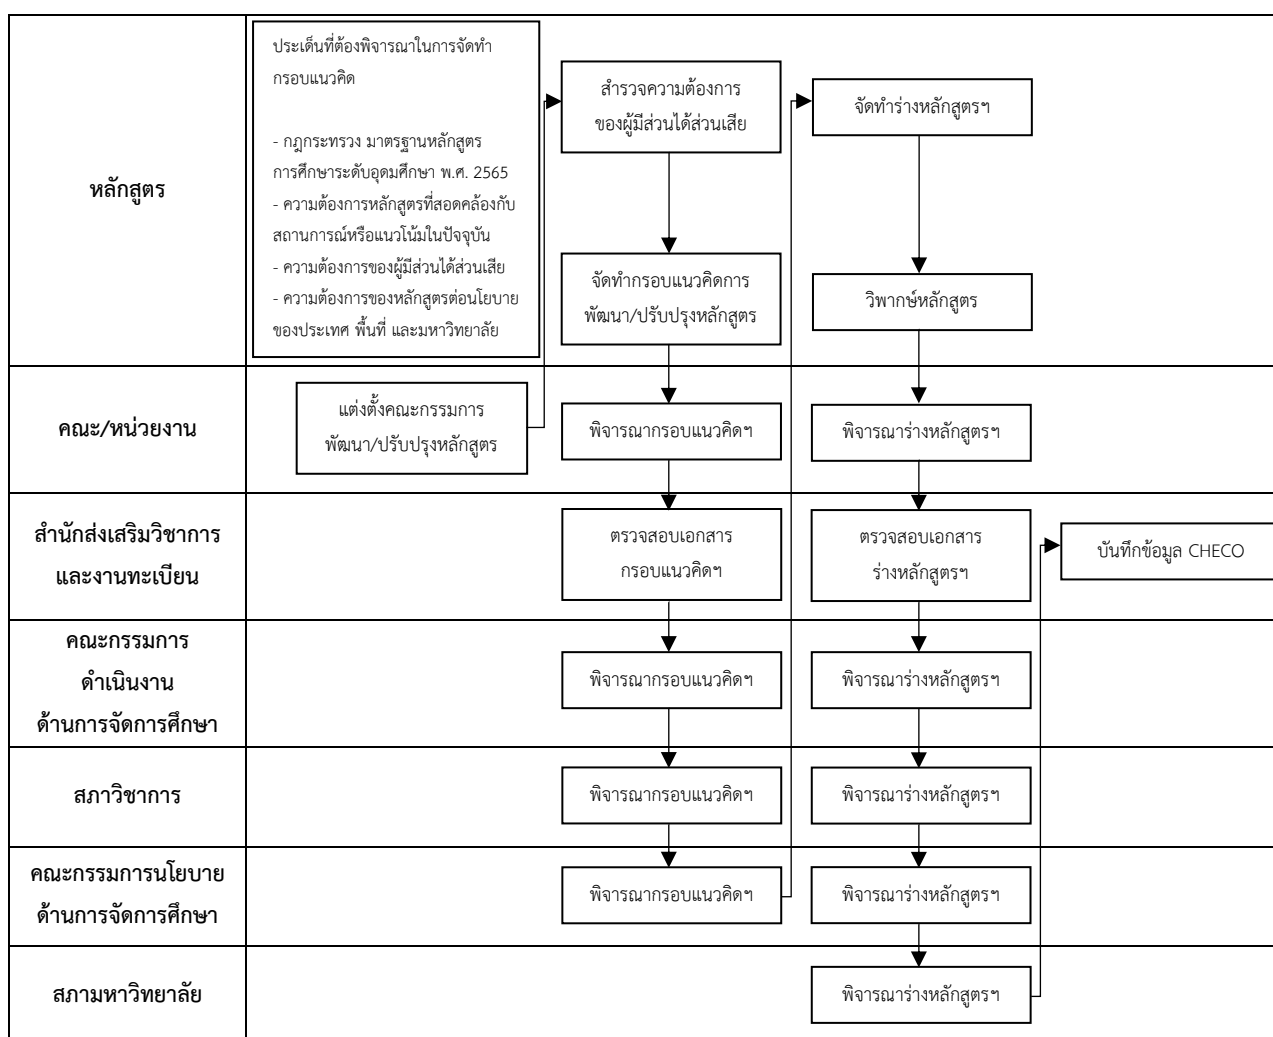 หลักสูตร
ประเด็นที่ต้องพิจารณาในการจัดทำ
กรอบแนวคิด
- กฎกระทรวง มาตรฐานหลักสูตร
การศึกษาระดับอุดมศึกษา พ.ศ. 2565
- ความต้องการหลักสูตรที่สอดคล้องกับ
สถานการณ์หรือแนวโน้มในปัจจุบัน
- ความต้องการของผู้มีส่วนได้ส่วนเสีย
- ความต้องการของหลักสูตรต่อนโยบาย
ของประเทศ พื้นที่ และมหาวิทยาลัย
สำรวจความต้องการ
ของผู้มีส่วนได้ส่วนเสีย
จัดทำกรอบแนวคิดการ
พัฒนา/ปรับปรุงหลักสูตร
จัดทำร่างหลักสูตรฯ
วิพากษ์หลักสูตร
คณะ/หน่วยงาน
แต่งตั้งคณะกรรมการ
พัฒนา/ปรับปรุงหลักสูตร
พิจารณากรอบแนวคิดฯ
พิจารณาร่างหลักสูตรฯ
สำนักส่งเสริมวิชาการ
และงานทะเบียน
ตรวจสอบเอกสาร
กรอบแนวคิดฯ
ตรวจสอบเอกสาร
ร่างหลักสูตรฯ
บันทึกข้อมูล CHECO
คณะกรรมการ
ดำเนินงาน
ด้านการจัดการศึกษา
พิจารณากรอบแนวคิดฯ
พิจารณาร่างหลักสูตรฯ
สภาวิชาการ
พิจารณากรอบแนวคิดฯ
พิจารณาร่างหลักสูตรฯ
คณะกรรมการนโยบาย
ด้านการจัดการศึกษา
พิจารณากรอบแนวคิดฯ
พิจารณาร่างหลักสูตรฯ
สภามหาวิทยาลัย
พิจารณาร่างหลักสูตรฯ